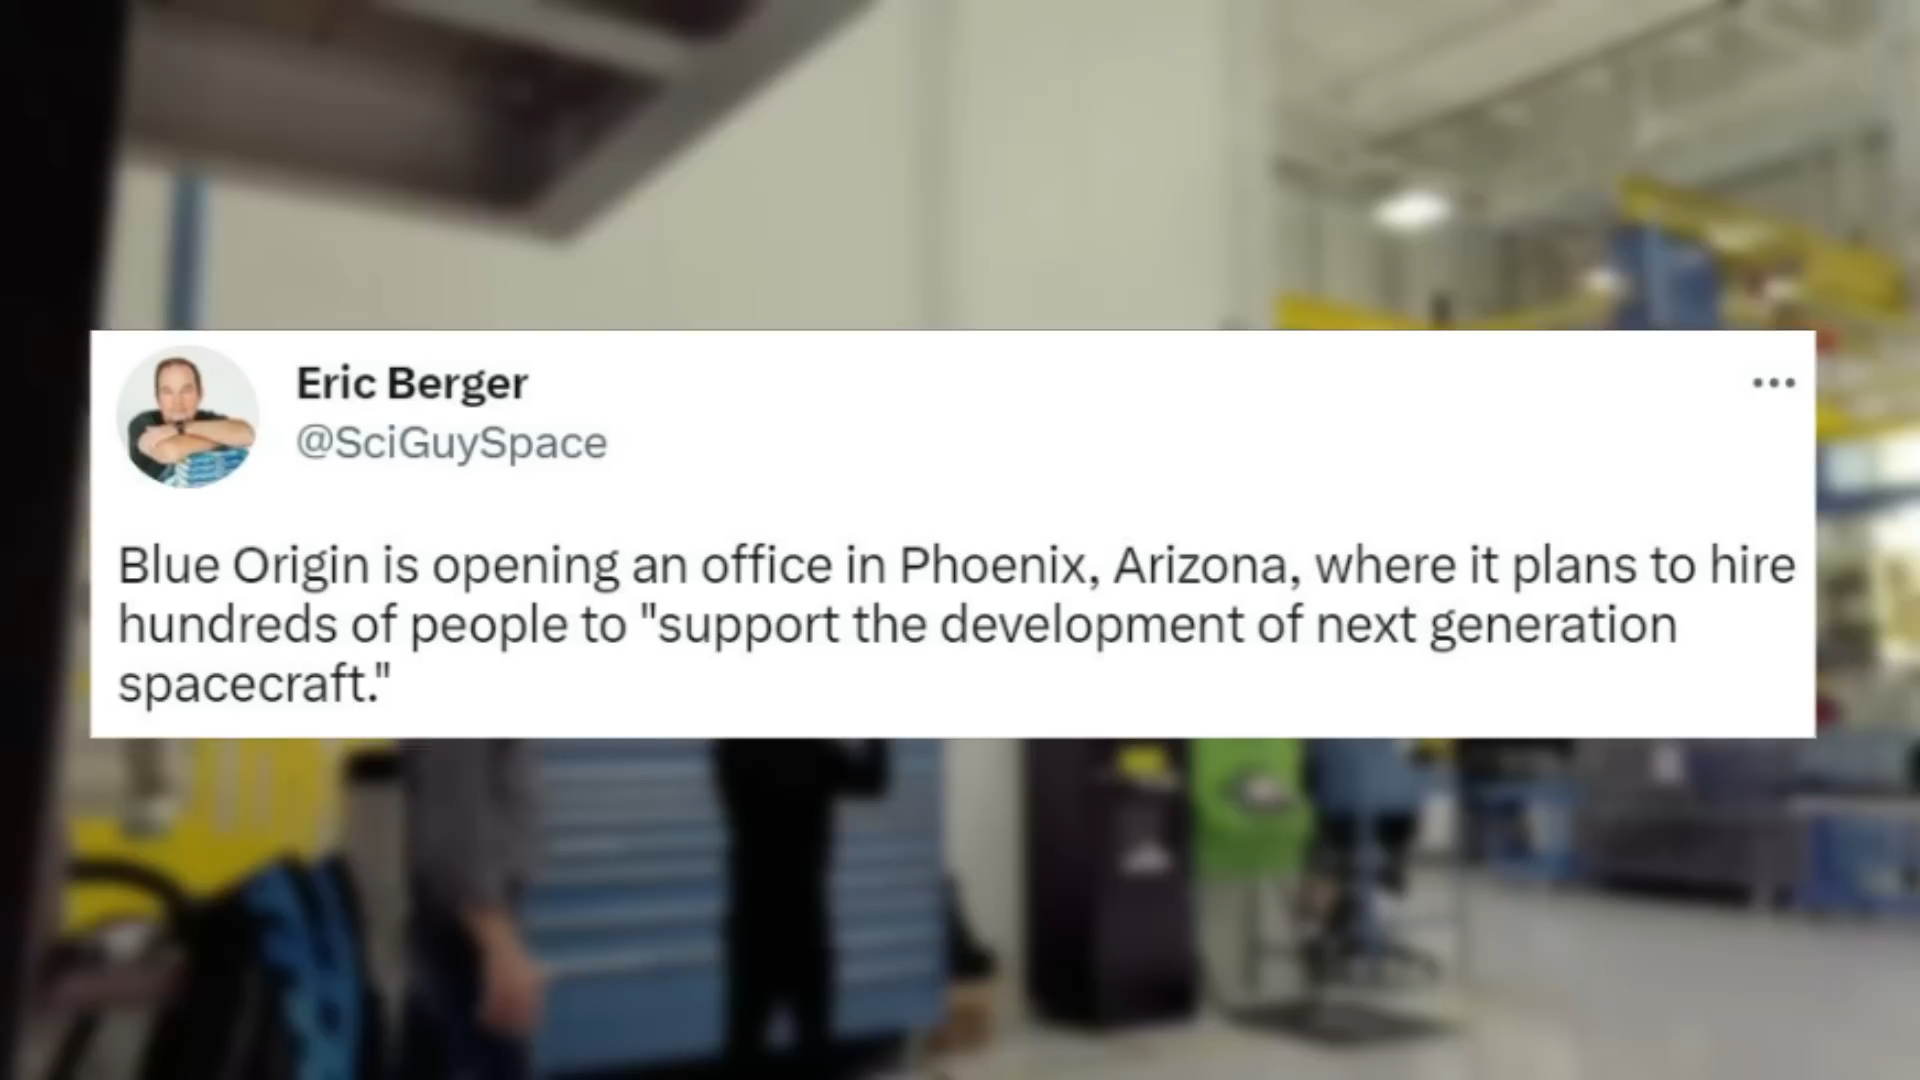 Eric Berger
@SciGuySpace
Blue Origin is opening an office in Phoenix, Arizona, where it plans to hire
hundreds of people to "support the development of next generation
spacecraft."